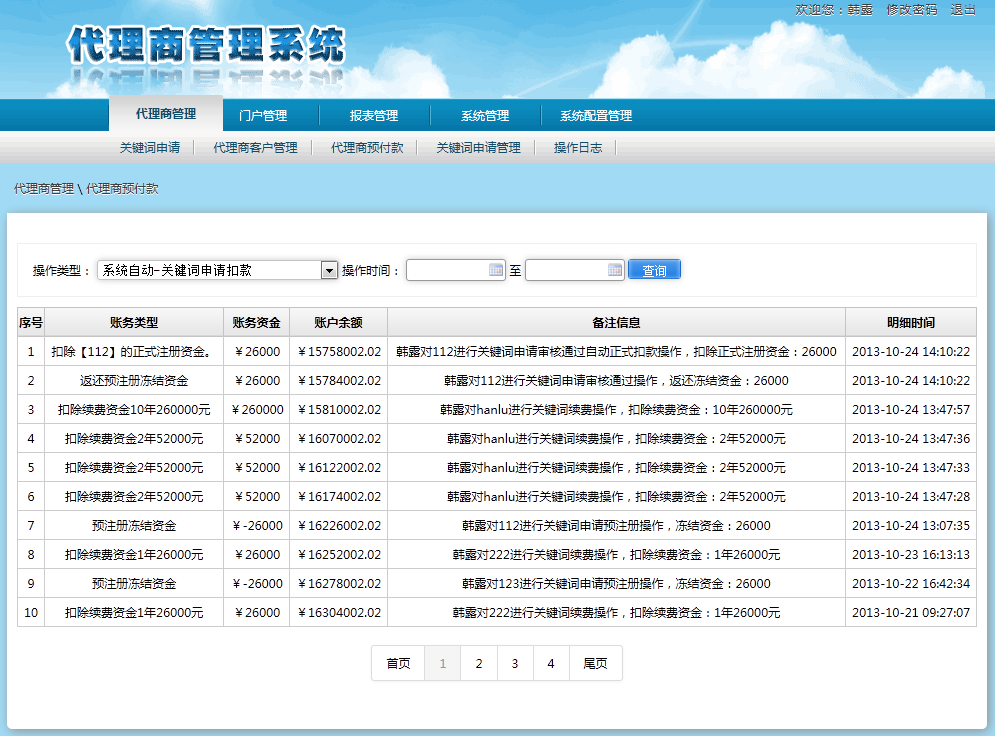 欢迎您：韩露 修改密码 退出
代理商管理系统
代理商管理 门户管理 报表管理 系统管理 系统配置管理
关键词申请 代理商客户管理 代理商预付款 关键词申请管理 操作日志
代理商管理 \ 代理商预付款
操作类型： 系统自动-关键词申请扣款 操作时间： 至 查询
序号 账务类型 账务资金 账户余额 备注信息 明细时间
1 扣除【112】的正式注册资金。 ￥26000 ￥15758002.02 韩露对112进行关键词申请审核通过自动正式扣款操作，扣除正式注册资金：26000 2013-10-24 14:10:22
2 返还预注册冻结资金 ￥26000 ￥15784002.02 韩露对112进行关键词申请审核通过操作，返还冻结资金：26000 2013-10-24 14:10:22
3 扣除续费资金10年260000元 ￥260000 ￥15810002.02 韩露对hanlu进行关键词续费操作，扣除续费资金：10年260000元 2013-10-24 13:47:57
4 扣除续费资金2年52000元 ￥52000 ￥16070002.02 韩露对hanlu进行关键词续费操作，扣除续费资金：2年52000元 2013-10-24 13:47:36
5 扣除续费资金2年52000元 ￥52000 ￥16122002.02 韩露对hanlu进行关键词续费操作，扣除续费资金：2年52000元 2013-10-24 13:47:33
6 扣除续费资金2年52000元 ￥52000 ￥16174002.02 韩露对hanlu进行关键词续费操作，扣除续费资金：2年52000元 2013-10-24 13:47:28
7 预注册冻结资金 ￥-26000 ￥16226002.02 韩露对112进行关键词申请预注册操作，冻结资金：26000 2013-10-24 13:07:35
8 扣除续费资金1年26000元 ￥26000 ￥16252002.02 韩露对222进行关键词续费操作，扣除续费资金：1年26000元 2013-10-23 16:13:13
9 预注册冻结资金 ￥-26000 ￥16278002.02 韩露对123进行关键词申请预注册操作，冻结资金：26000 2013-10-22 16:42:34
10 扣除续费资金1年26000元 ￥26000 ￥16304002.02 韩露对222进行关键词续费操作，扣除续费资金：1年26000元 2013-10-21 09:27:07
首页 1 2 3 4 尾页